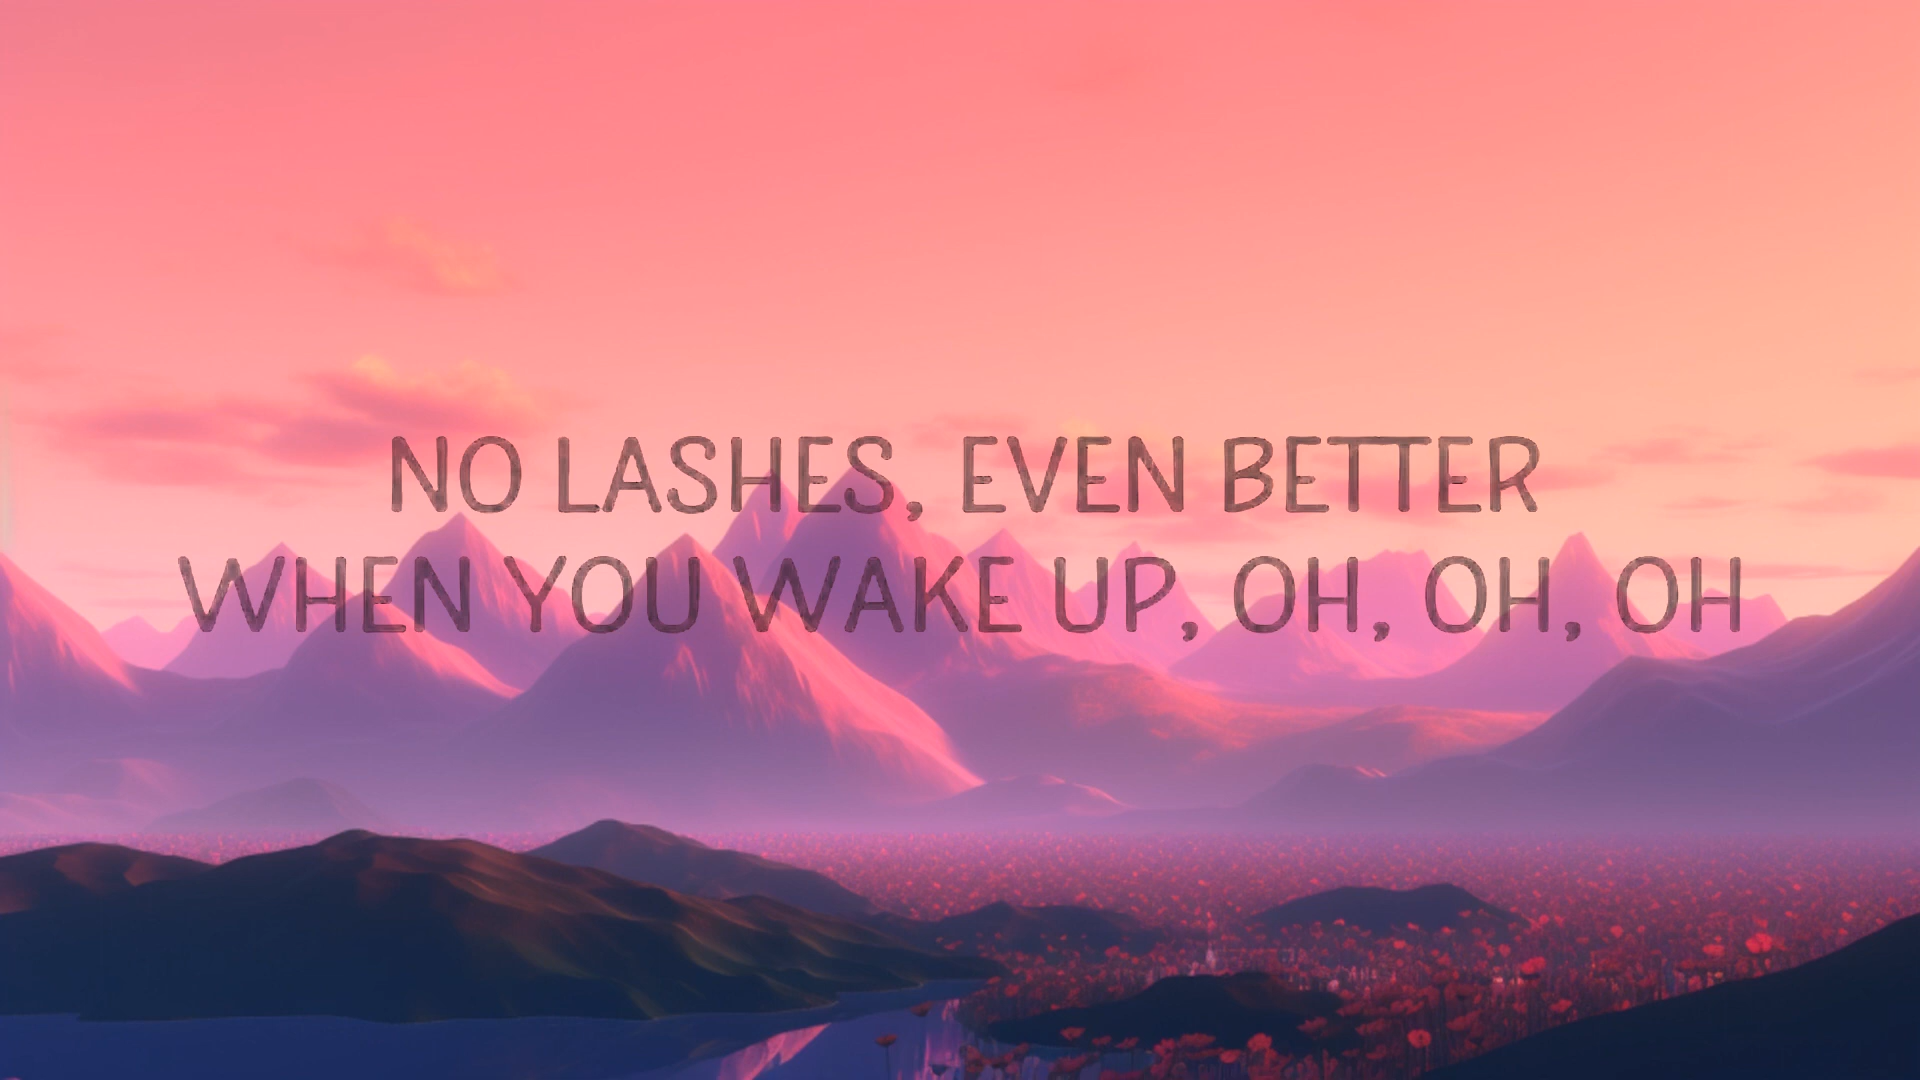 NO LASHES, EVEN BETTER
WHEN YOU WAKE UP, OH, OH, OH